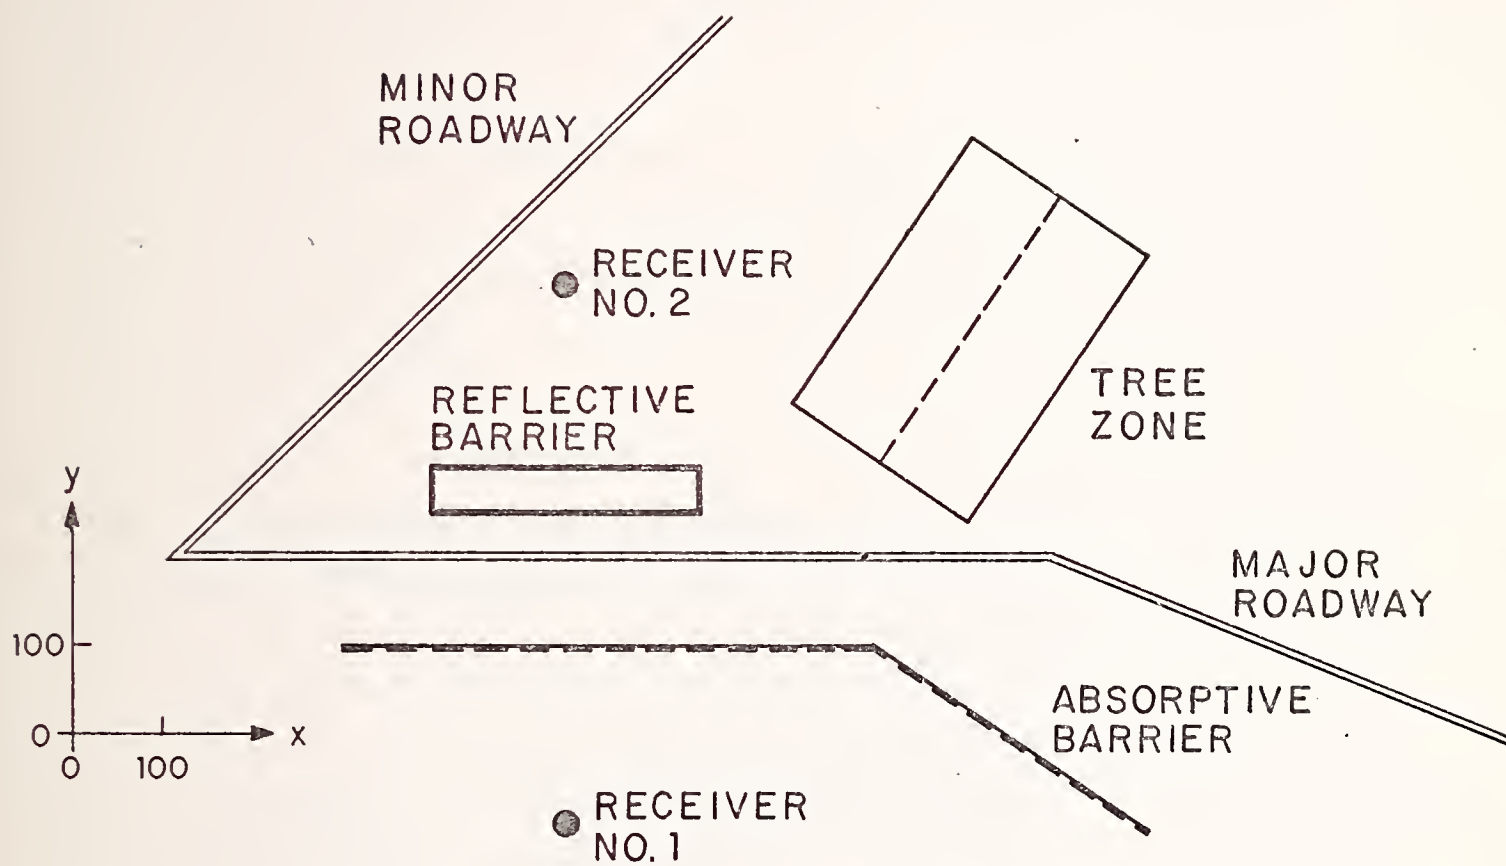 MINOR
ROADWAY
RECEIVER
NO. 2
REFLECTIVE
BARRIER
TREE
ZONE
y
MAJOR
ROADWAY
100
ABSORPTIVE
BARRIER
0
x
0 100
RECEIVER
NO. 1